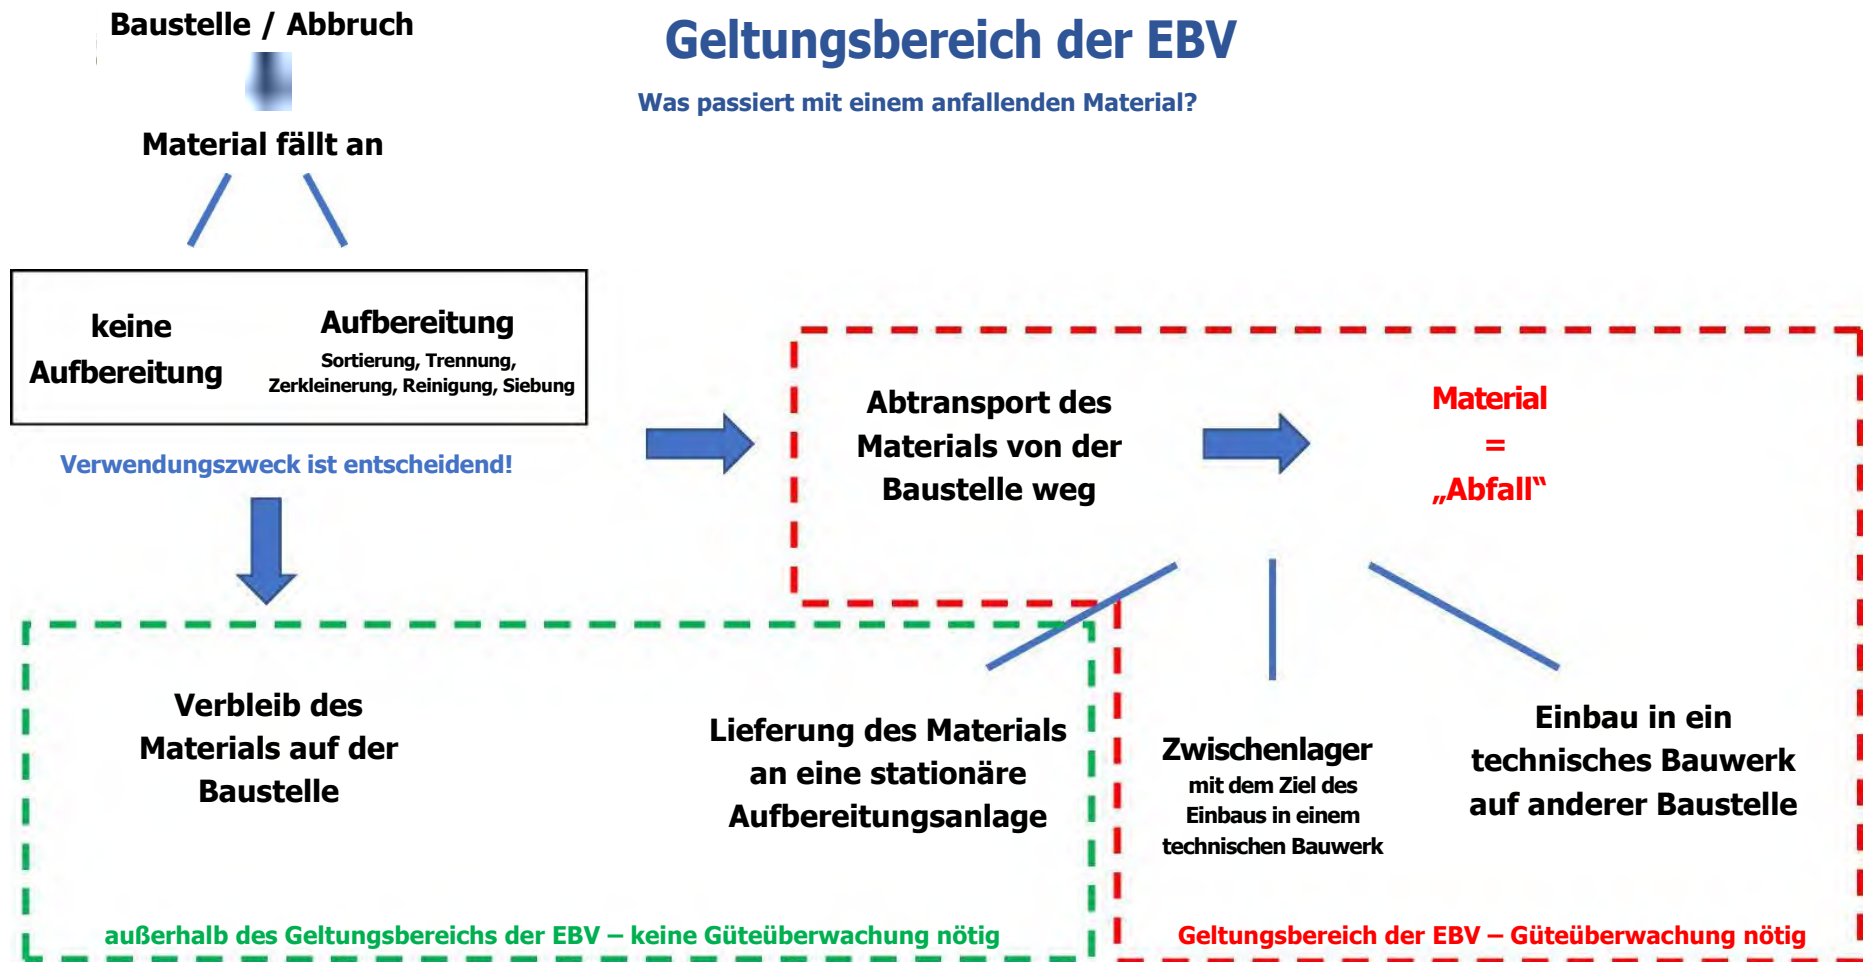 Baustelle / Abbruch
Geltungsbereich der EBV
Was passiert mit einem anfallenden Material?
Material fällt an
keine
Aufbereitung
Aufbereitung
Sortierung, Trennung,
Zerkleinerung, Reinigung, Siebung
Verwendungszweck ist entscheidend!
Abtransport des
Materials von der
Baustelle weg
Material
=
„Abfall“
Verbleib des
Materials auf der
Baustelle
Lieferung des Materials
an eine stationäre
Aufbereitungsanlage
Zwischenlager
mit dem Ziel des
Einbaus in einem
technischen Bauwerk
Einbau in ein
technisches Bauwerk
auf anderer Baustelle
außerhalb des Geltungsbereichs der EBV – keine Güteüberwachung nötig
Geltungsbereich der EBV – Güteüberwachung nötig